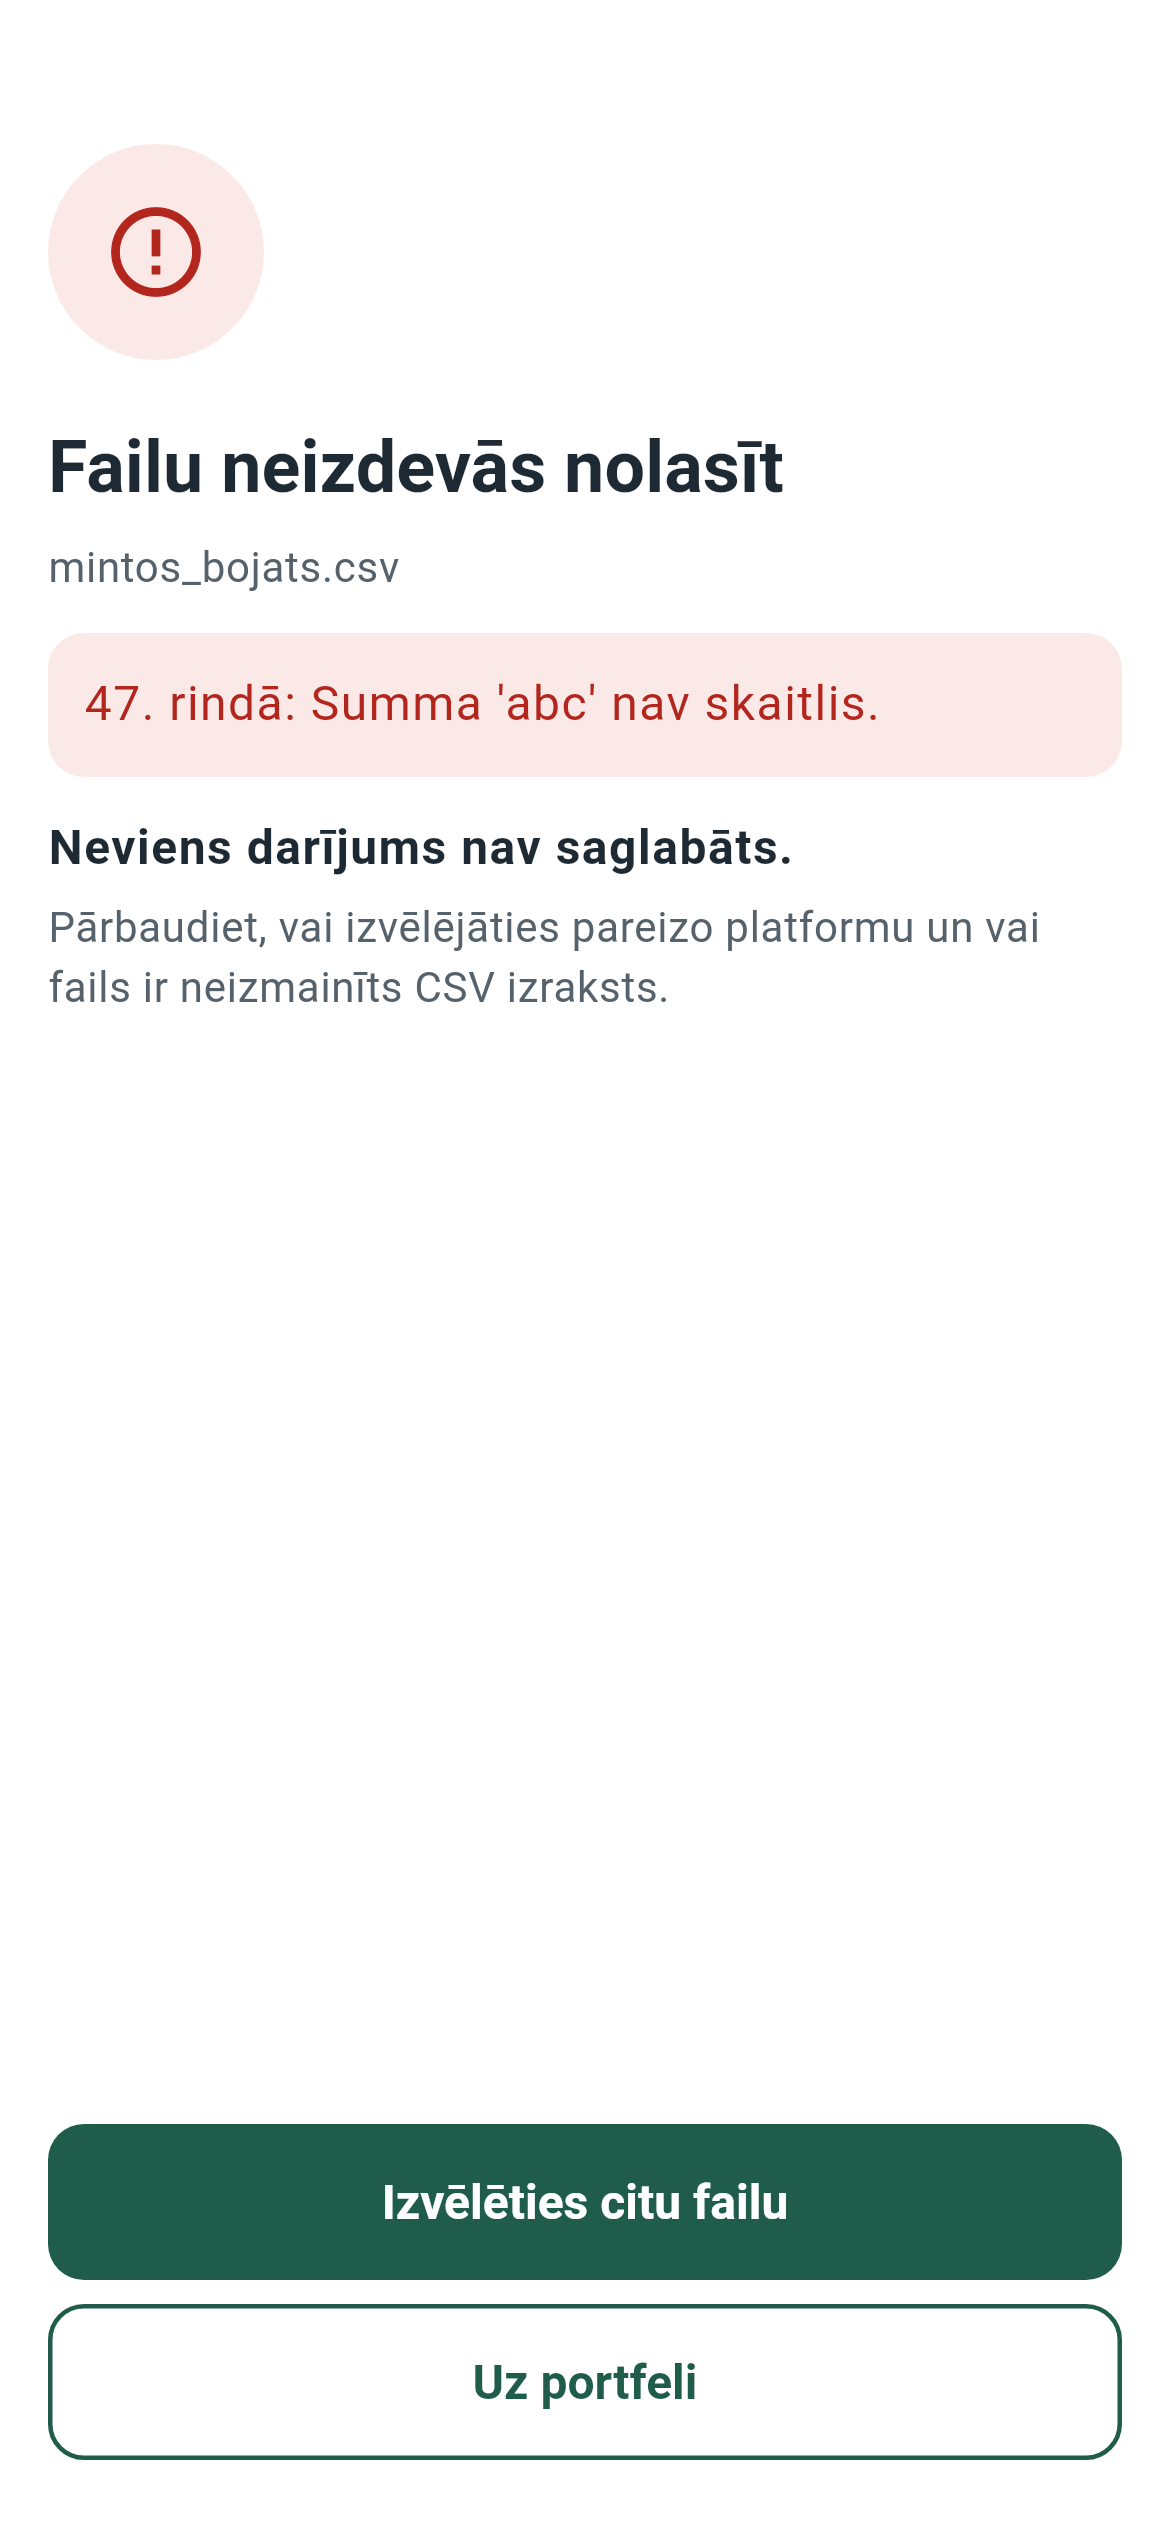 Failu neizdevās nolasīt
mintos_bojats.csv
47. rindā: Summa 'abc' nav skaitlis.
Neviens darījums nav saglabāts.
Pārbaudiet, vai izvēlējāties pareizo platformu un vai
fails ir neizmainīts CSV izraksts.
Izvēlēties citu failu
Uz portfeli